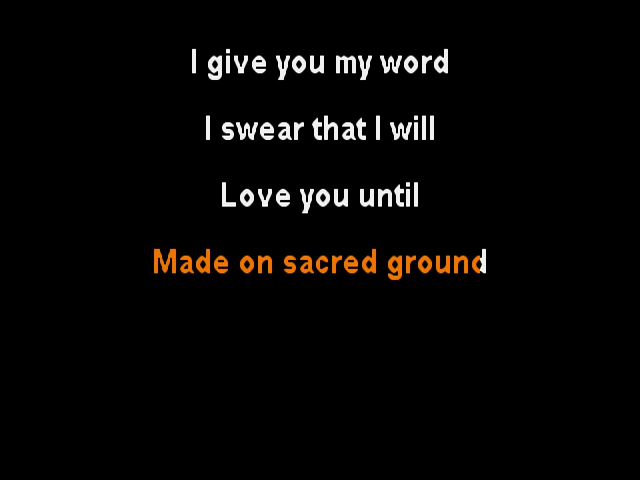 I give you my word
I swear that I will
Love you until
Made on sacred ground